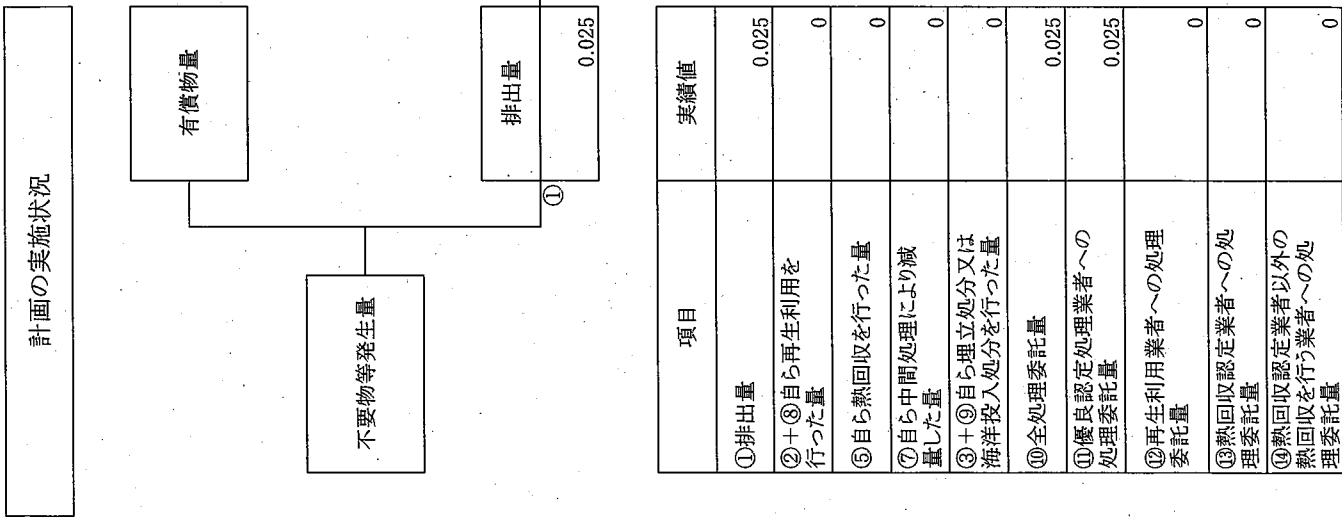 計画の実施状況
不要物等発生量
有償物量
①
排出量
0.025
項目
実績値
①排出量
0.025
②+⑧自ら再生利用を
行った量
0
⑤自ら熱回収を行った量
0
⑦自ら中間処理により減
量した量
0
③+⑨自ら埋立処分又は
海洋投入処分を行った量
0
⑩全処理委託量
0.025
⑪優良認定処理業者への
処理委託量
0.025
⑫再生利用業者への処理
委託量
0
⑬熱回収認定業者への処
理委託量
0
⑭熱回収認定業者以外の
熱回収を行う業者への処
理委託量
0